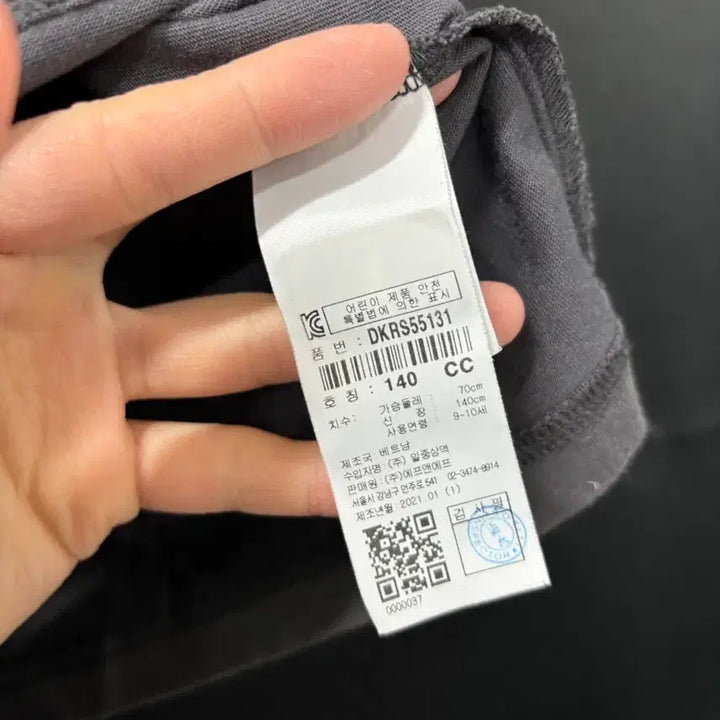 어린이 제품 안전
특별법에 의한 표시
품 번 : DKRS55131
호 칭 : 140 CC
치수: 가슴둘레 : 70cm
신 장 : 140cm
사용연령 : 9-10세
제조국 베트남
수입자명: (주) 일중상역
판매원: (주)에프앤에프
서울시 강남구 언주로 541 02-3474-8914
제조년월: 2021.01 (1)
검 사 필
INSPECTOR
0000037